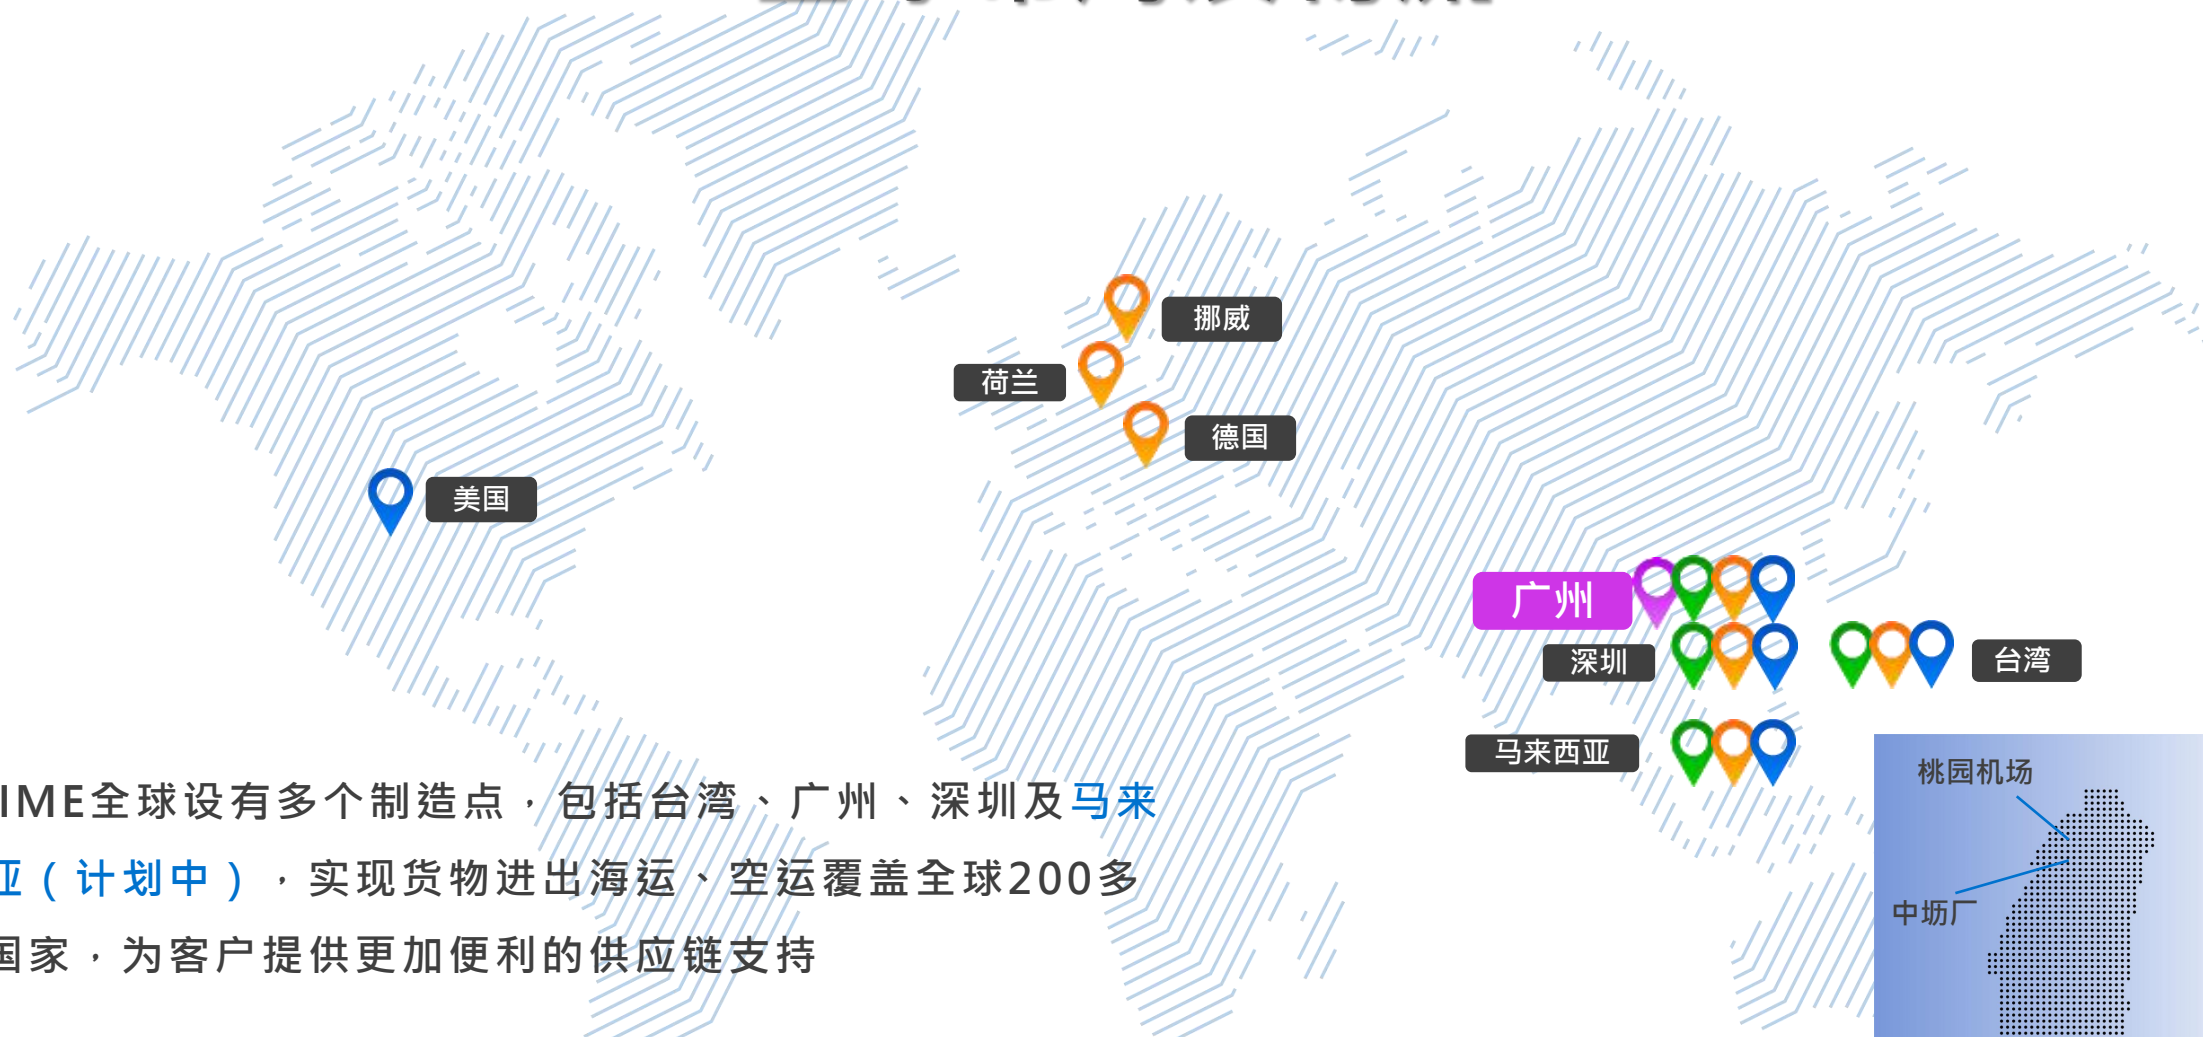 挪威
荷兰
德国
美国
广州
深圳
台湾
马来西亚
桃园机场
中坜厂
IME全球设有多个制造点，包括台湾、广州、深圳及马来
亚（计划中），实现货物进出海运、空运覆盖全球200多
国家，为客户提供更加便利的供应链支持